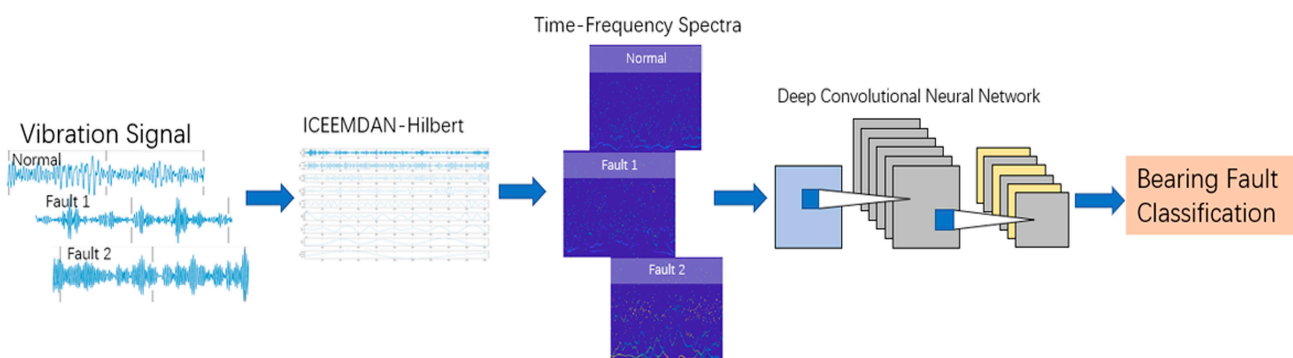 Vibration Signal
Normal
Fault 1
Fault 2
ICEEMDAN-Hilbert
Time-Frequency Spectra
Normal
Fault 1
Fault 2
Deep Convolutional Neural Network
Bearing Fault
Classification